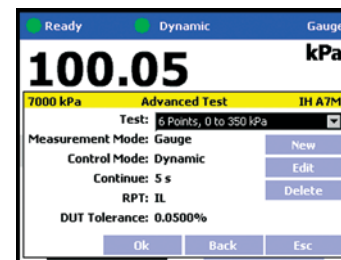 Ready Dynamic Gauge
kPa
100.05
7000 kPa Advanced Test IH A7M
Test: 6 Points, 0 to 350 kPa
Measurement Mode: Gauge New
Control Mode: Dynamic Edit
Continue: 5 s Delete
RPT: IL
DUT Tolerance: 0.0500%
Ok Back Esc